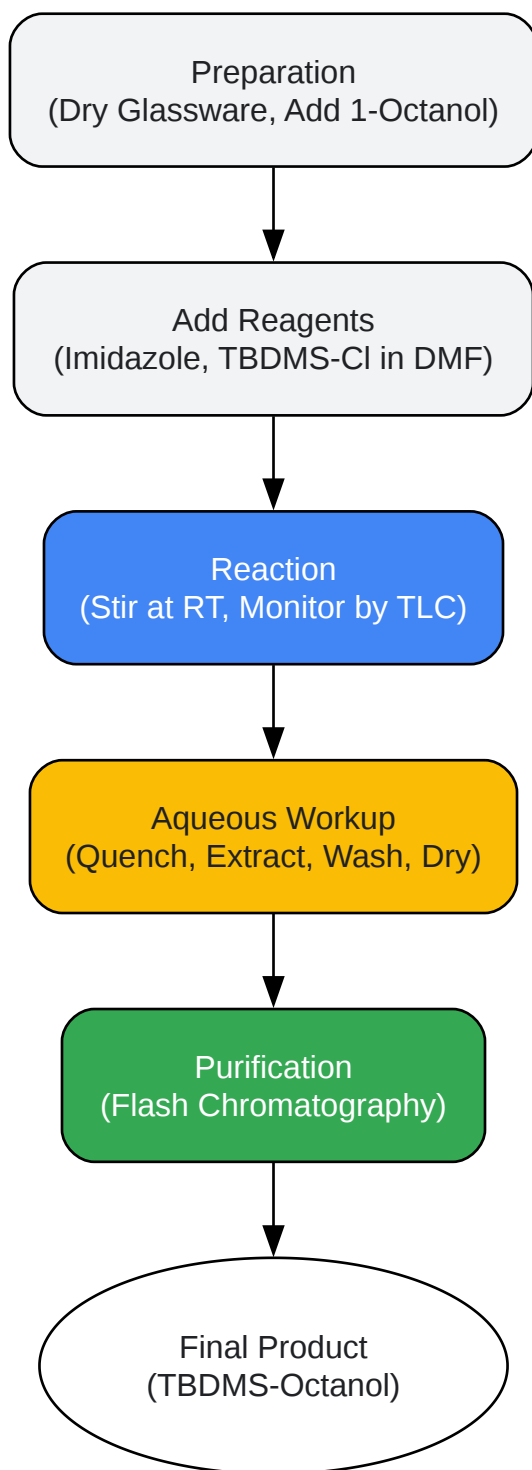 Preparation
(Dry Glassware, Add 1-Octanol)
Add Reagents
(Imidazole, TBDMS-Cl in DMF)
Reaction
(Stir at RT, Monitor by TLC)
Aqueous Workup
(Quench, Extract, Wash, Dry)
Purification
(Flash Chromatography)
Final Product
(TBDMS-Octanol)